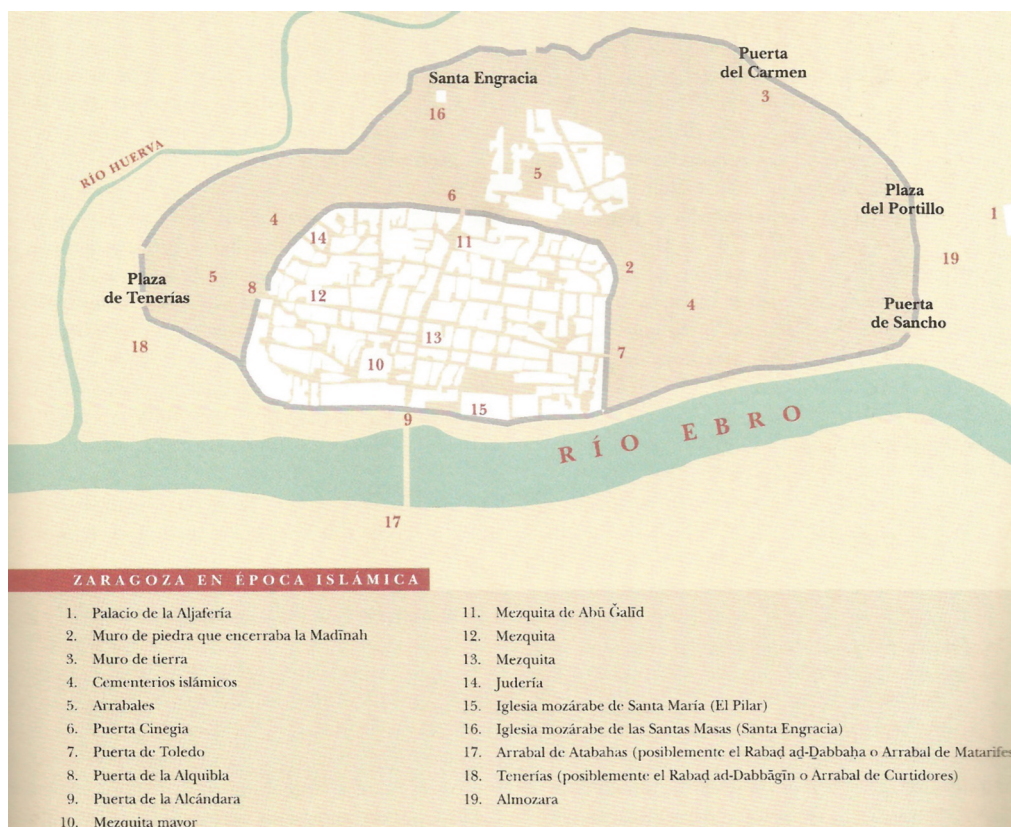 Puerta
del Carmen
3
Santa Engracia
16
RÍO HUERVA
5
Plaza
del Portillo
1
6
4
14
11
19
2
5
Plaza
de Tenerías
8
12
4
Puerta
de Sancho
18
13
7
10
9
15
RÍO EBRO
17
ZARAGOZA EN ÉPOCA ISLÁMICA
1. Palacio de la Aljafería
2. Muro de piedra que encerraba la Madīnah
3. Muro de tierra
4. Cementerios islámicos
5. Arrabales
6. Puerta Cinegia
7. Puerta de Toledo
8. Puerta de la Alquibla
9. Puerta de la Alcándara
10. Mezquita mayor
11. Mezquita de Abū Ǧalīd
12. Mezquita
13. Mezquita
14. Judería
15. Iglesia mozárabe de Santa María (El Pilar)
16. Iglesia mozárabe de las Santas Masas (Santa Engracia)
17. Arrabal de Atabahas (posiblemente el Rabaḍ aḍ-Ḏabbaḥa o Arrabal de Matarifes
18. Tenerías (posiblemente el Rabaḍ ad-Dabbāgīn o Arrabal de Curtidores)
19. Almozara